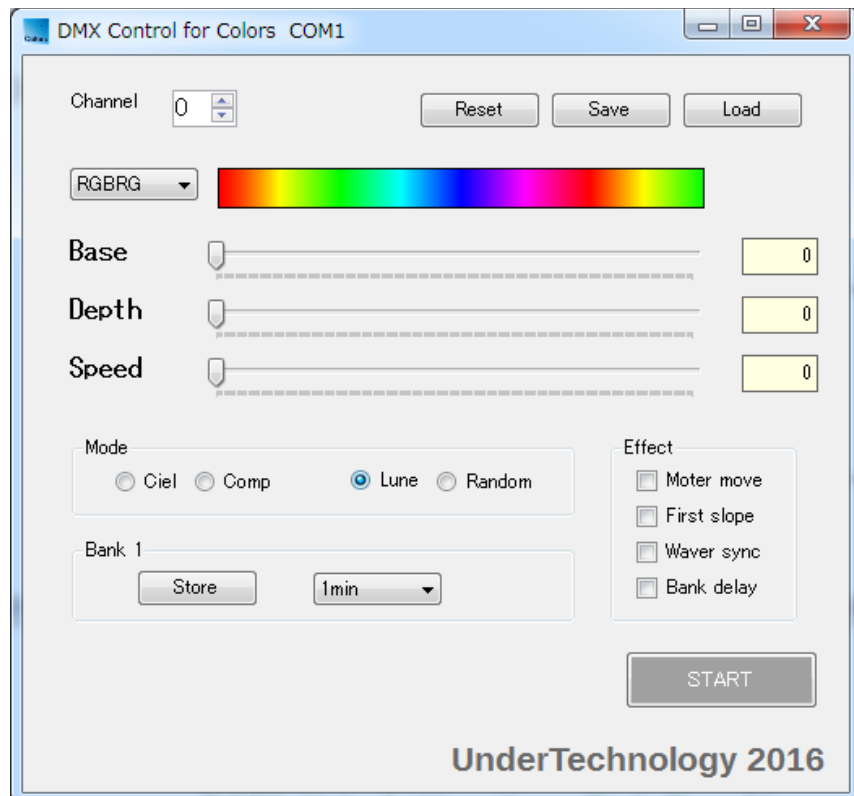 DMX Control for Colors COM1
Channel 0 Reset Save Load
RGBRG
Base 0
Depth 0
Speed 0
Mode
Ciel Comp Lune Random
Effect
Moter move
First slope
Waver sync
Bank delay
Bank 1
Store 1min
START
UnderTechnology 2016